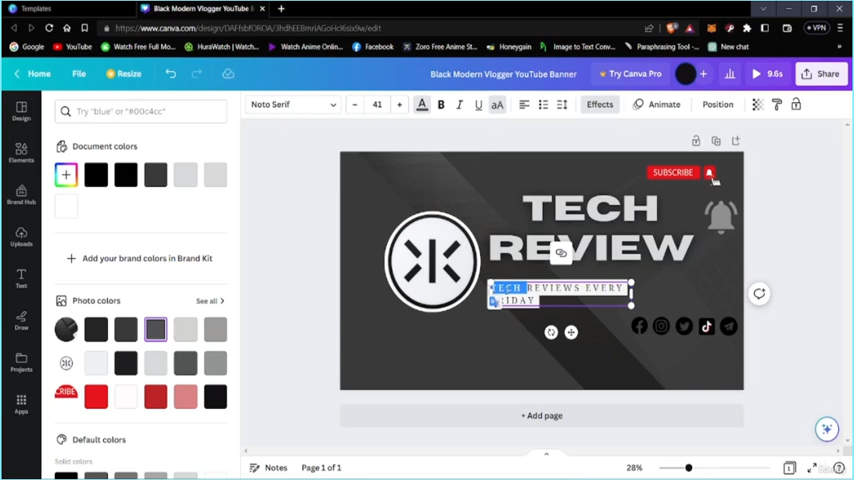 Templates
Black Modern Vlogger YouTube Banner
https://www.canva.com/design/
/edit
VPN
Google
YouTube
Watch Free Full Mo...
HuraWatch :: Watch...
Watch Anime Onlin...
Facebook
Zoro Free Anime St...
Honeygain
Image to Text Conv...
Paraphrasing Tool -...
New chat
Home
File
Resize
Black Modern Vlogger YouTube Banner
Try Canva Pro
9.6s
Share
Design
Elements
Brand Hub
Uploads
Text
Draw
Projects
Apps
Try "blue" or "#00c4cc"
Document colors
Add your brand colors in Brand Kit
Photo colors
See all
CRIBE
Default colors
Solid colors
Noto Serif
41
A
B
I
U
aA
Effects
Animate
Position
SUBSCRIBE
TECH
REVIEW
TECH REVIEWS EVERY
FRIDAY
+ Add page
Notes
Page 1 of 1
28%
1